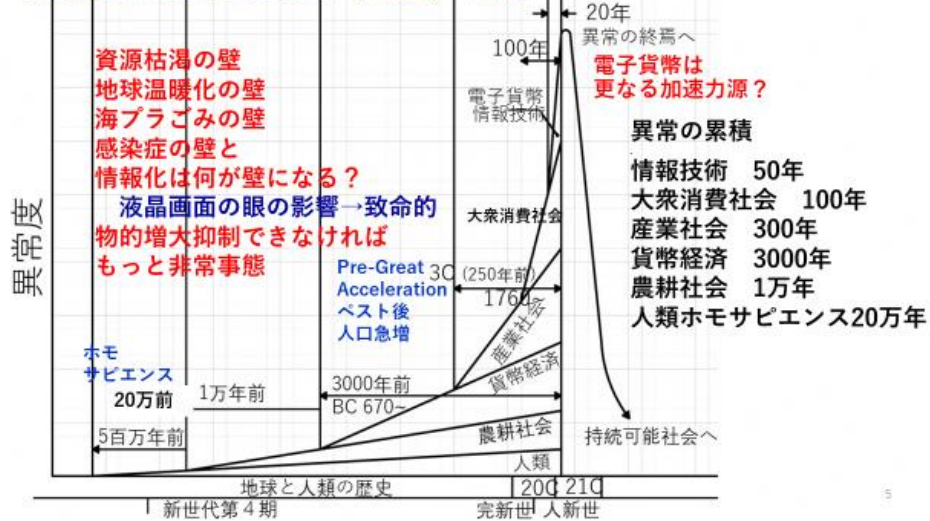 20年
異常の終焉へ
100年
電子貨幣は
更なる加速力源？
電子貨幣
情報技術
資源枯渇の壁
地球温暖化の壁
海プラごみの壁
感染症の壁と
情報化は何が壁になる？
液晶画面の眼の影響→致命的
物的増大抑制できなければ
もっと非常事態
異常の累積
情報技術 50年
大衆消費社会 100年
産業社会 300年
貨幣経済 3000年
農耕社会 1万年
人類ホモサピエンス20万年
異常度
大衆消費社会
Pre-Great
Acceleration
ペスト後
人口急増
3C (250年前)
1760
産業社会
貨幣経済
ホモ
サピエンス
20万前
1万年前
3000年前
BC 670~
5百万年前
農耕社会
人類
持続可能社会へ
地球と人類の歴史
20C 21C
新世代第４期
完新世 人新世
5